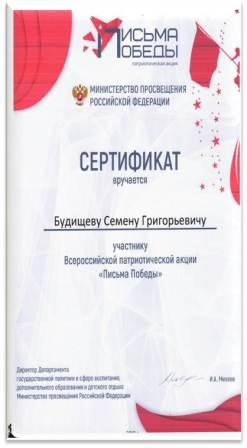 ПИСЬМА
ПОБЕДЫ
патриотическая акция
МИНИСТЕРСТВО ПРОСВЕЩЕНИЯ
РОССИЙСКОЙ ФЕДЕРАЦИИ
СЕРТИФИКАТ
вручается
Будищеву Семену Григорьевичу
участнику
Всероссийской патриотической акции
«Письма Победы»
Директор Департамента
государственной политики в сфере воспитания,
дополнительного образования и детского отдыха
Министерства просвещения Российской Федерации
И.А. Михеев